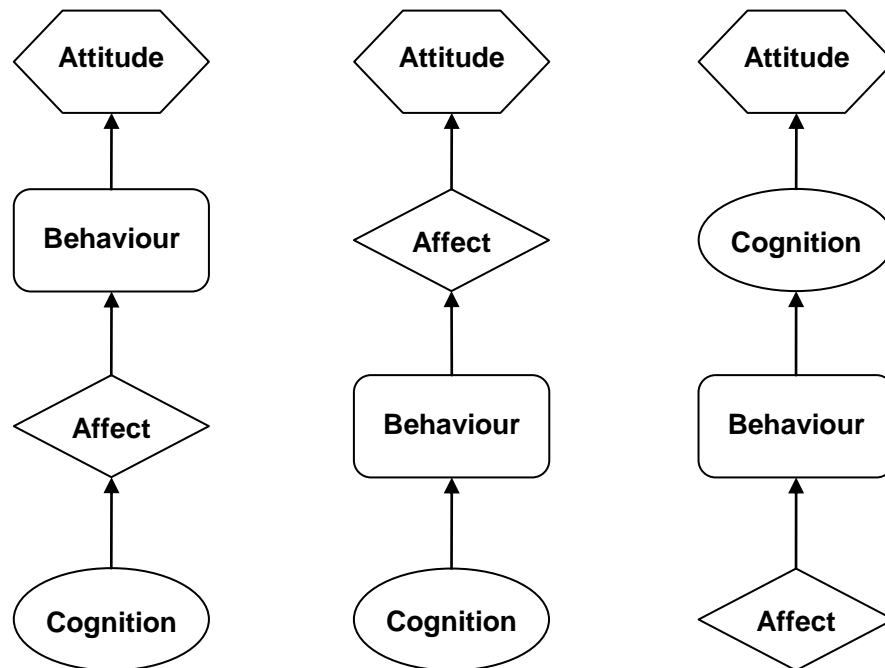 Attitude
Behaviour
Affect
Cognition
Attitude
Affect
Behaviour
Cognition
Attitude
Cognition
Behaviour
Affect